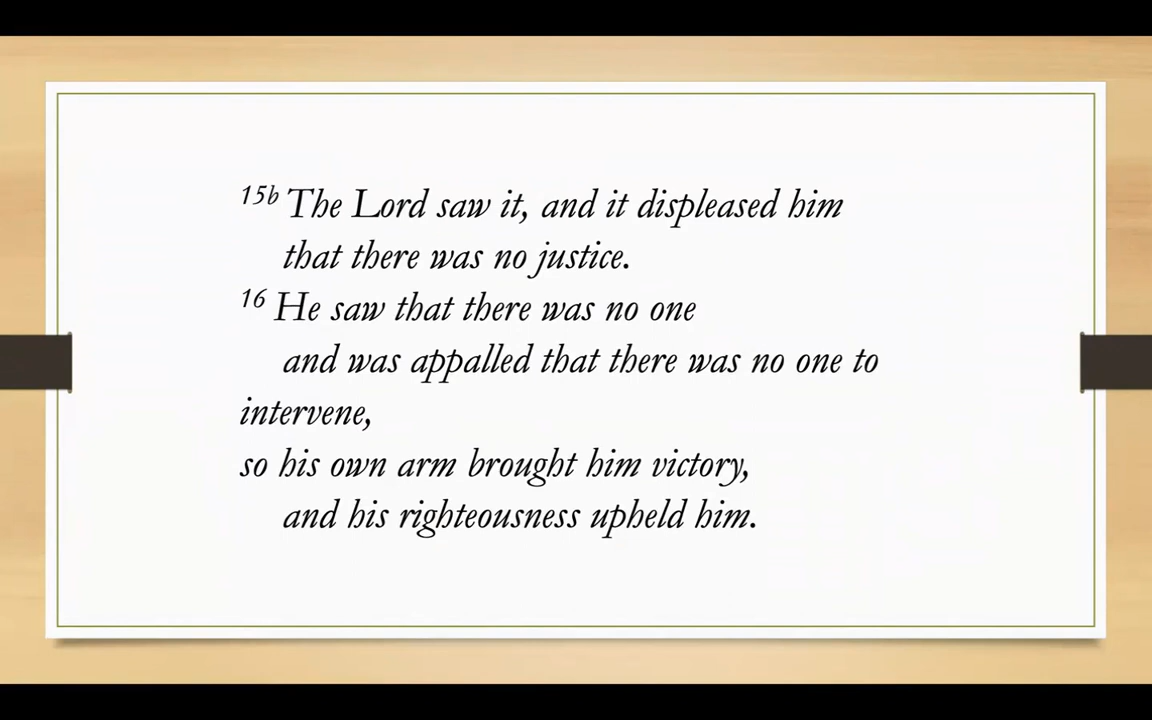 15b The Lord saw it, and it displeased him
that there was no justice.
16 He saw that there was no one
and was appalled that there was no one to
intervene,
so his own arm brought him victory,
and his righteousness upheld him.